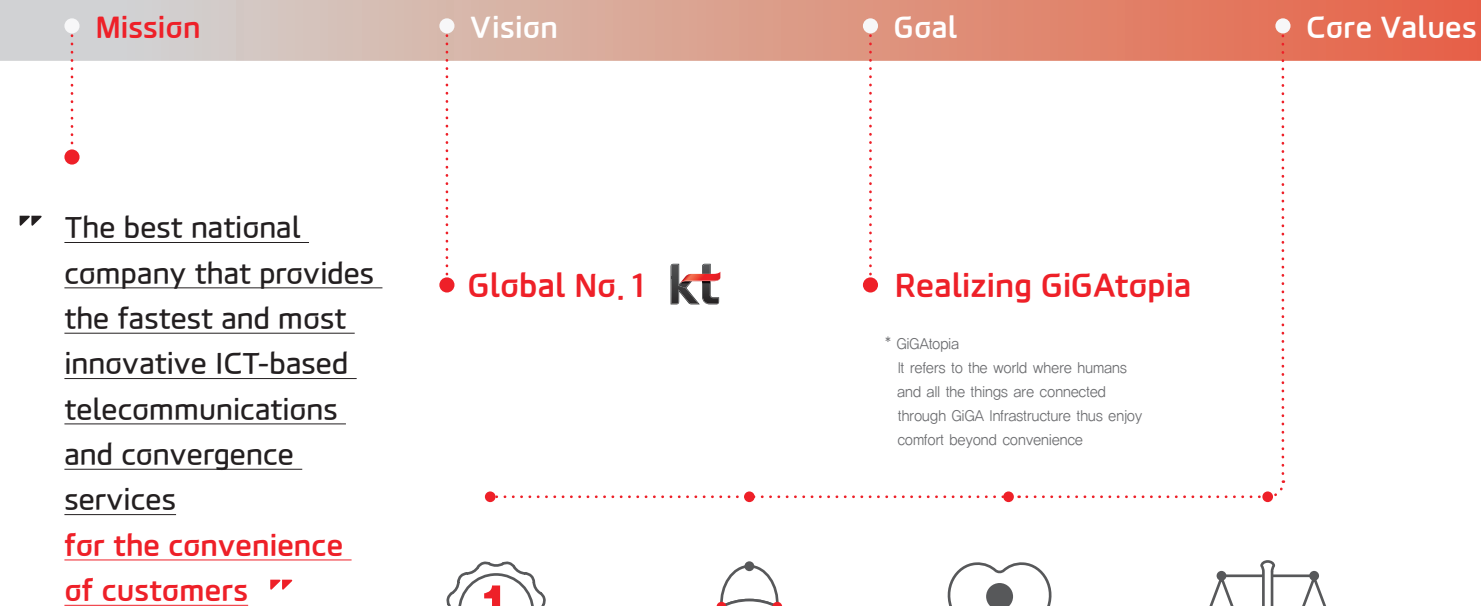 Mission
Vision
Goal
Core Values
" The best national
company that provides
the fastest and most
innovative ICT-based
telecommunications
and convergence
services
for the convenience
of customers "
Global No. 1 kt
Realizing GiGAtopia
* GiGAtopia
It refers to the world where humans
and all the things are connected
through GiGA Infrastructure thus enjoy
comfort beyond convenience
1